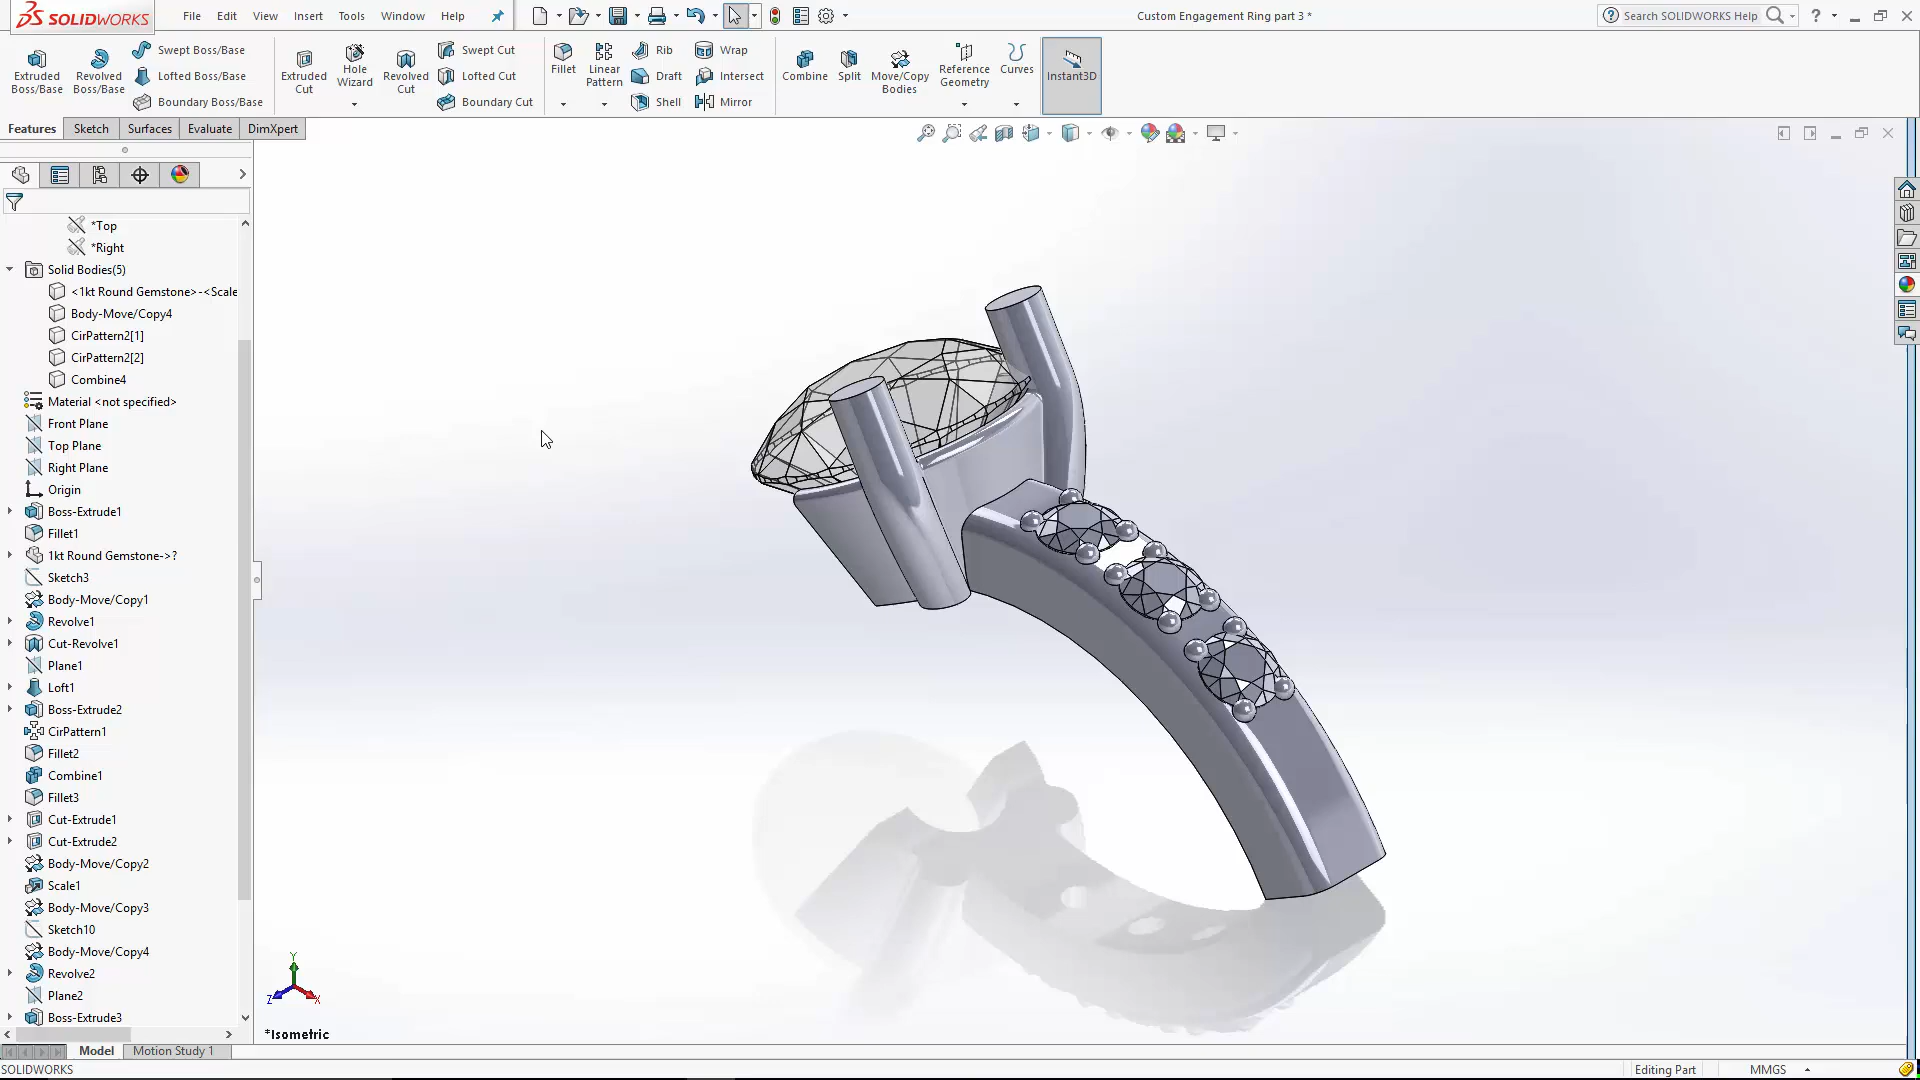 SOLIDWORKS
File Edit View Insert Tools Window Help
Custom Engagement Ring part 3 *
Search SOLIDWORKS Help
Extruded Boss/Base
Revolved Boss/Base
Swept Boss/Base
Lofted Boss/Base
Boundary Boss/Base
Extruded Cut
Hole Wizard
Revolved Cut
Swept Cut
Lofted Cut
Boundary Cut
Fillet
Linear Pattern
Rib
Draft
Shell
Wrap
Intersect
Mirror
Combine
Split
Move/Copy Bodies
Reference Geometry
Curves
Instant3D
Features Sketch Surfaces Evaluate DimXpert
*Top
*Right
Solid Bodies(5)
<1kt Round Gemstone>-<Scale
Body-Move/Copy4
CirPattern2[1]
CirPattern2[2]
Combine4
Material <not specified>
Front Plane
Top Plane
Right Plane
Origin
Boss-Extrude1
Fillet1
1kt Round Gemstone->?
Sketch3
Body-Move/Copy1
Revolve1
Cut-Revolve1
Plane1
Loft1
Boss-Extrude2
CirPattern1
Fillet2
Combine1
Fillet3
Cut-Extrude1
Cut-Extrude2
Body-Move/Copy2
Scale1
Body-Move/Copy3
Sketch10
Body-Move/Copy4
Revolve2
Plane2
Boss-Extrude3
Y
Z
X
*Isometric
Model Motion Study 1
SOLIDWORKS
Editing Part
MMGS